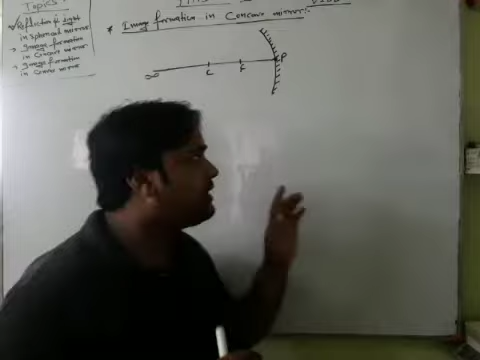 Topics
Reflection of light
in spherical mirror
→ Image formation
in Concave mirror
→ Image formation
in Convex mirror
* Image formation in Concave mirror:-
P
C
F